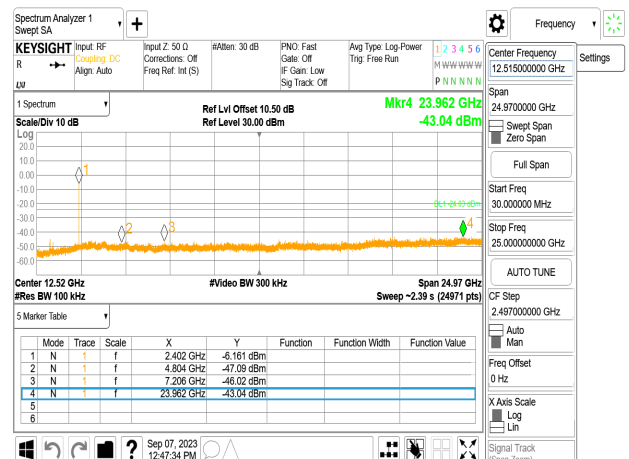 Spectrum Analyzer 1
Swept SA
Frequency
KEYSIGHT
R
Input: RF
Coupling: DC
Align: Auto
Input Z: 50 Ω
Corrections: Off
Freq Ref: Int (S)
#Atten: 30 dB
PNO: Fast
Gate: Off
IF Gain: Low
Sig Track: Off
Avg Type: Log-Power
Trig: Free Run
1 2 3 4 5 6
M W W W W W
P N N N N N
1 Spectrum
Scale/Div 10 dB
Ref Lvl Offset 10.50 dB
Ref Level 30.00 dBm
Mkr4 23.962 GHz
-43.04 dBm
Log
20.0
10.0
0.00
-10.0
-20.0
-30.0
-40.0
-50.0
-60.0
1
2
3
4
Center 12.52 GHz
#Video BW 300 kHz
Span 24.97 GHz
#Res BW 100 kHz
Sweep ~2.39 s (24971 pts)
5 Marker Table
Mode Trace Scale X Y Function Function Width Function Value
1 N 1 f 2.402 GHz -6.161 dBm
2 N 1 f 4.804 GHz -47.09 dBm
3 N 1 f 7.206 GHz -46.02 dBm
4 N 1 f 23.962 GHz -43.04 dBm
5
6
?
Sep 07, 2023
12:47:34 PM
Center Frequency
12.515000000 GHz
Settings
Span
24.9700000 GHz
Swept Span
Zero Span
Full Span
Start Freq
30.000000 MHz
Stop Freq
25.000000000 GHz
AUTO TUNE
CF Step
2.497000000 GHz
Auto
Man
Freq Offset
0 Hz
X Axis Scale
Log
Lin
Signal Track
(Span Zoom)